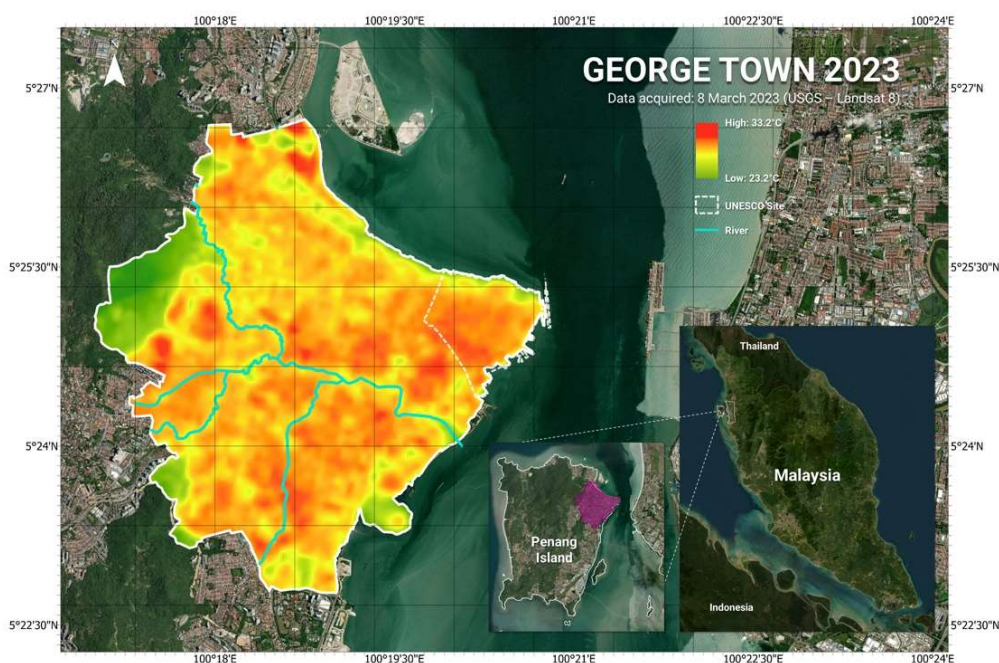 100°18'E 100°19'30"E 100°21'E 100°22'30"E 100°24'E
GEORGE TOWN 2023
Data acquired: 8 March 2023 (USGS – Landsat 8)
High: 33.2°C
Low: 23.2°C
UNESCO Site
River
5°27'N 5°27'N
5°25'30"N 5°25'30"N
5°24'N 5°24'N
5°22'30"N 5°22'30"N
Thailand
Malaysia
Indonesia
Penang
Island
100°18'E 100°19'30"E 100°21'E 100°22'30"E 100°24'E